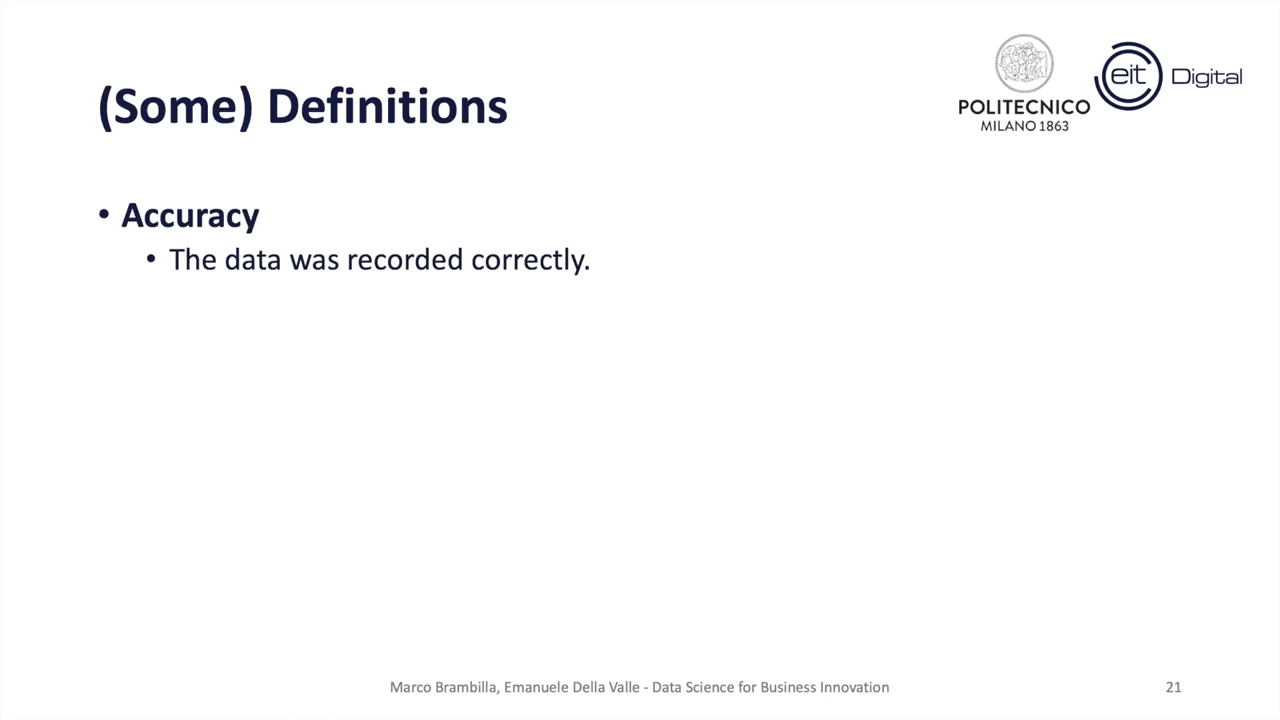 (Some) Definitions
POLITECNICO
MILANO 1863
eit Digital
• Accuracy
• The data was recorded correctly.
Marco Brambilla, Emanuele Della Valle - Data Science for Business Innovation
21